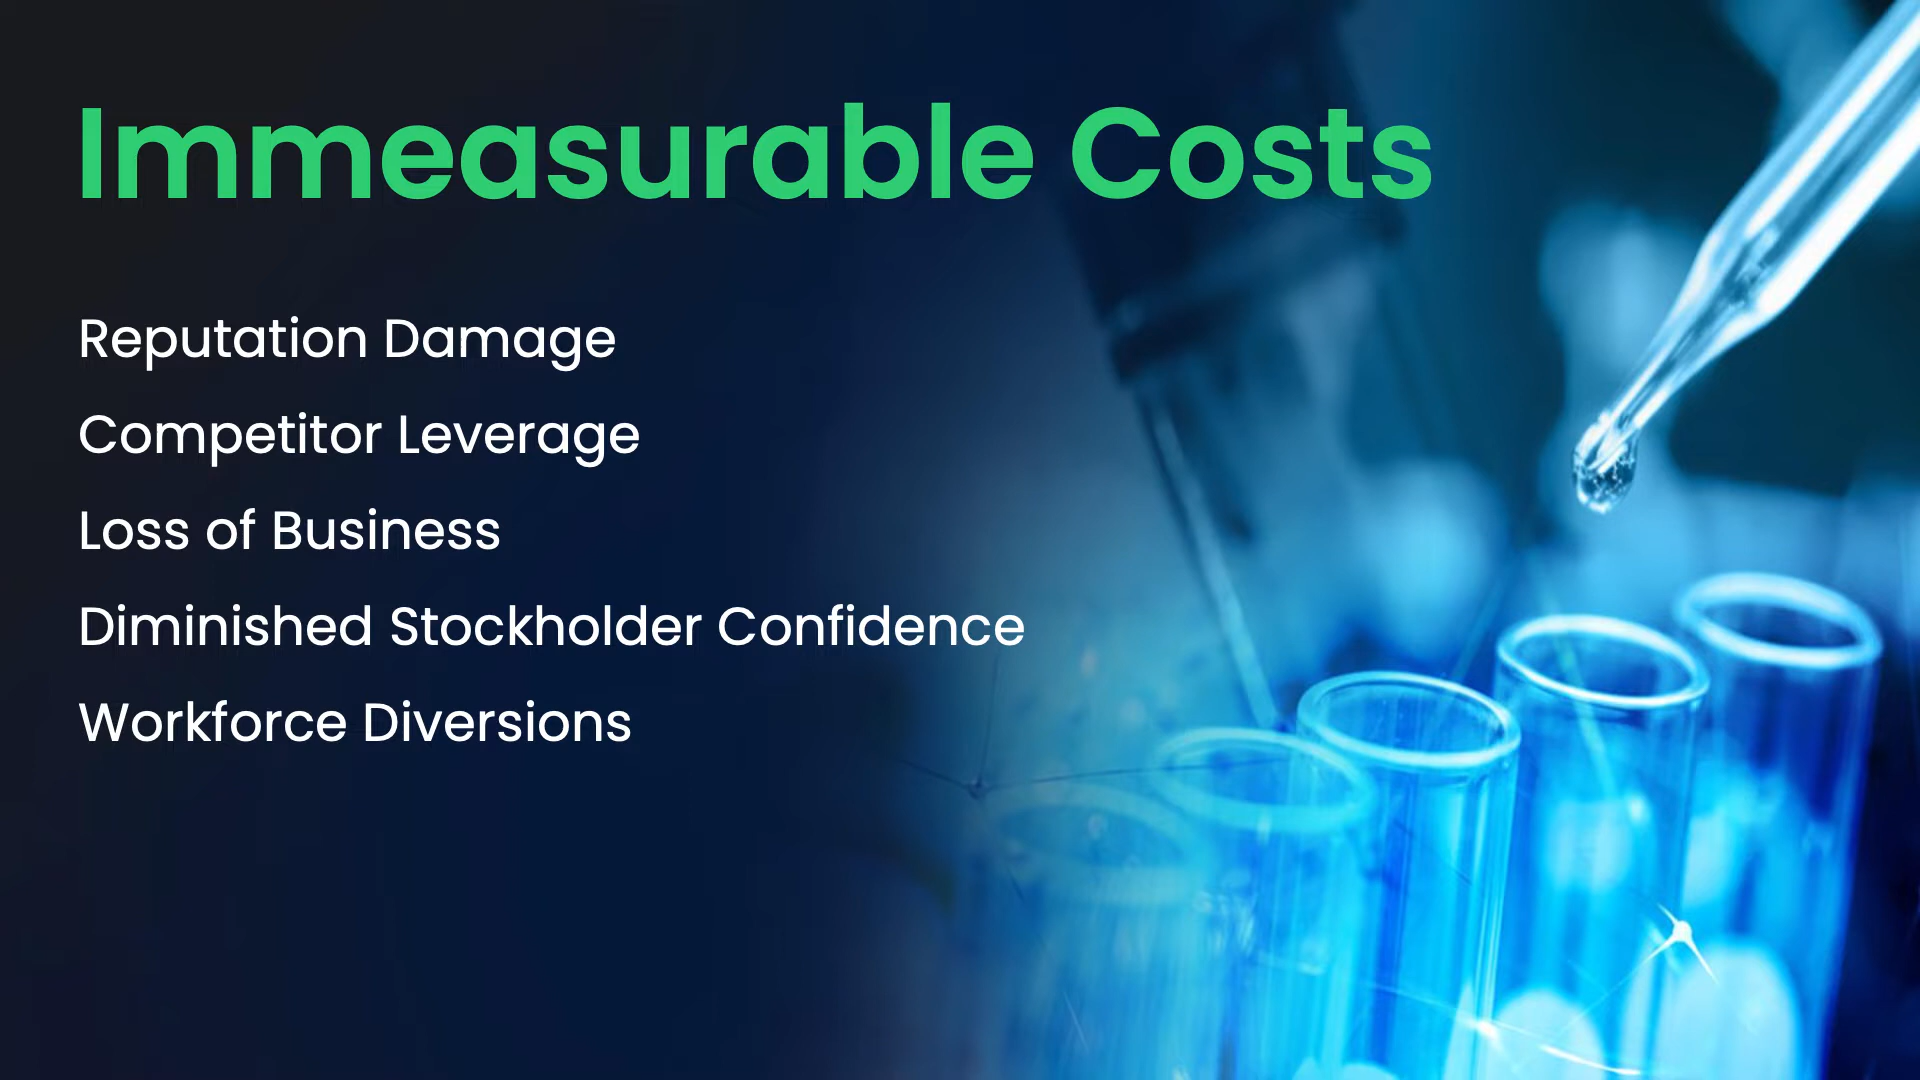 Immeasurable Costs
Reputation Damage
Competitor Leverage
Loss of Business
Diminished Stockholder Confidence
Workforce Diversions